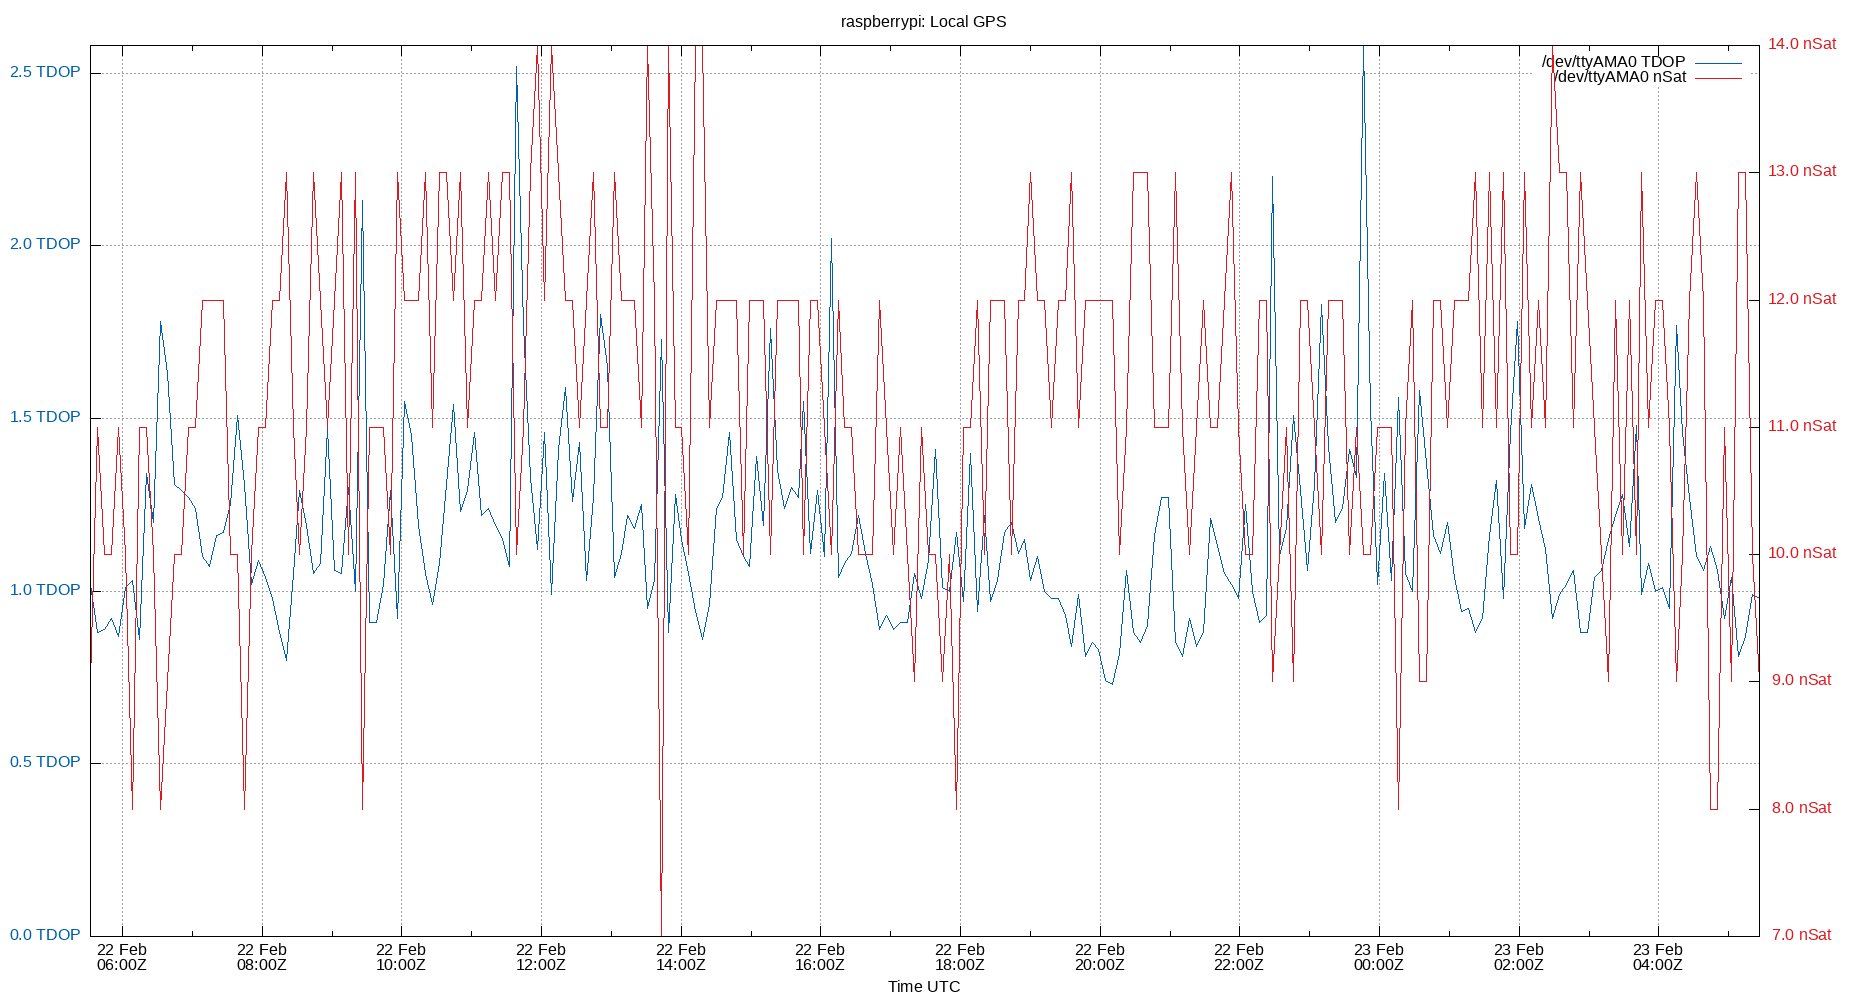 raspberrypi: Local GPS
14.0 nSat
2.5 TDOP
/dev/ttyAMA0 TDOP
/dev/ttyAMA0 nSat
13.0 nSat
2.0 TDOP
12.0 nSat
1.5 TDOP
11.0 nSat
10.0 nSat
1.0 TDOP
9.0 nSat
0.5 TDOP
8.0 nSat
0.0 TDOP
7.0 nSat
22 Feb 22 Feb 22 Feb 22 Feb 22 Feb 22 Feb 22 Feb 22 Feb 22 Feb 23 Feb 23 Feb 23 Feb
06:00Z 08:00Z 10:00Z 12:00Z 14:00Z 16:00Z 18:00Z 20:00Z 22:00Z 00:00Z 02:00Z 04:00Z
Time UTC